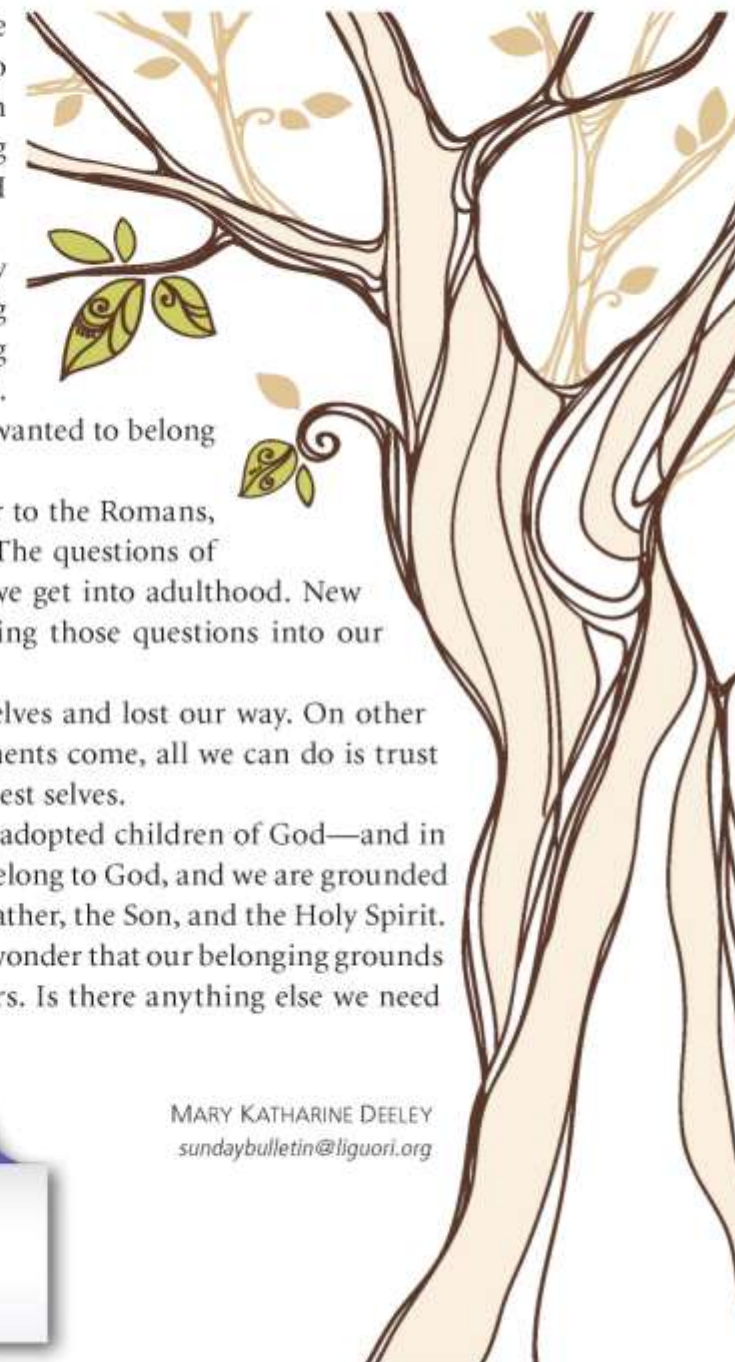 e
o
n
g
I
y
g
g
.
wanted to belong
r to the Romans,
The questions of
we get into adulthood. New
ing those questions into our
elves and lost our way. On other
ments come, all we can do is trust
est selves.
adopted children of God—and in
elong to God, and we are grounded
ather, the Son, and the Holy Spirit.
wonder that our belonging grounds
rs. Is there anything else we need
MARY KATHARINE DEELEY
sundaybulletin@liguori.org